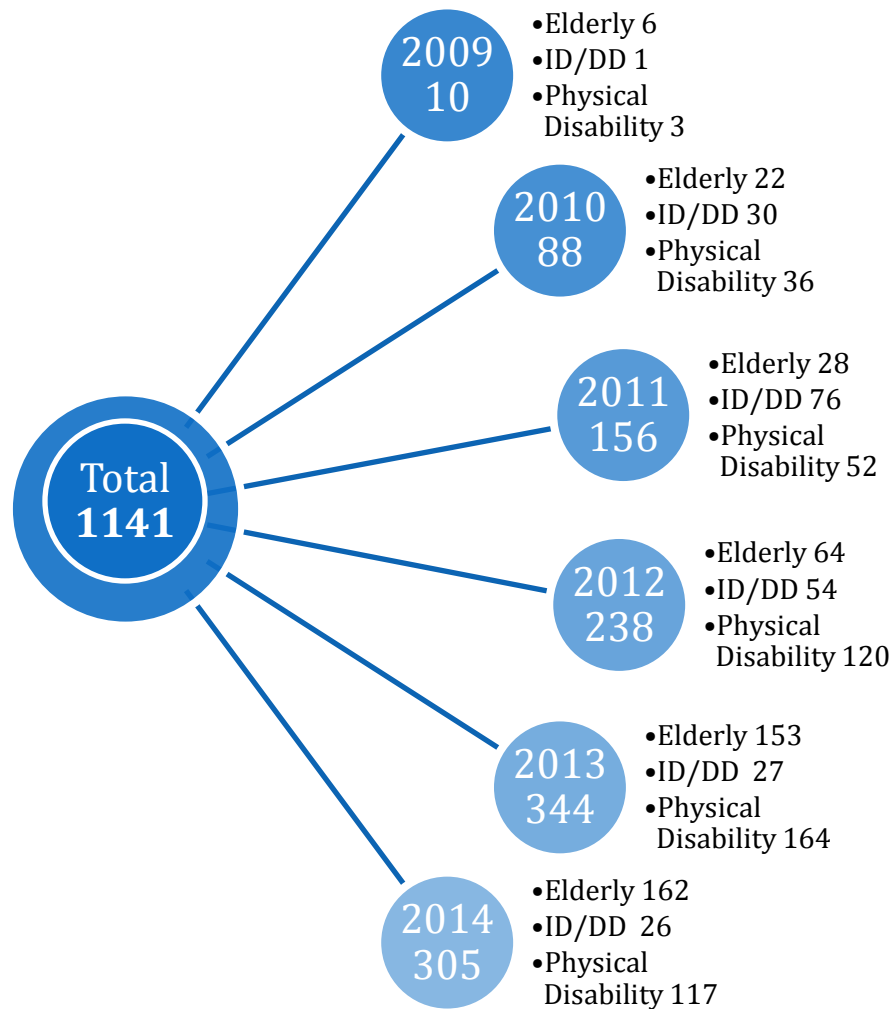 2009
10
•Elderly 6
•ID/DD 1
•Physical
Disability 3
2010
88
•Elderly 22
•ID/DD 30
•Physical
Disability 36
2011
156
•Elderly 28
•ID/DD 76
•Physical
Disability 52
Total
1141
2012
238
•Elderly 64
•ID/DD 54
•Physical
Disability 120
2013
344
•Elderly 153
•ID/DD  27
•Physical
Disability 164
2014
305
•Elderly 162
•ID/DD  26
•Physical
Disability 117